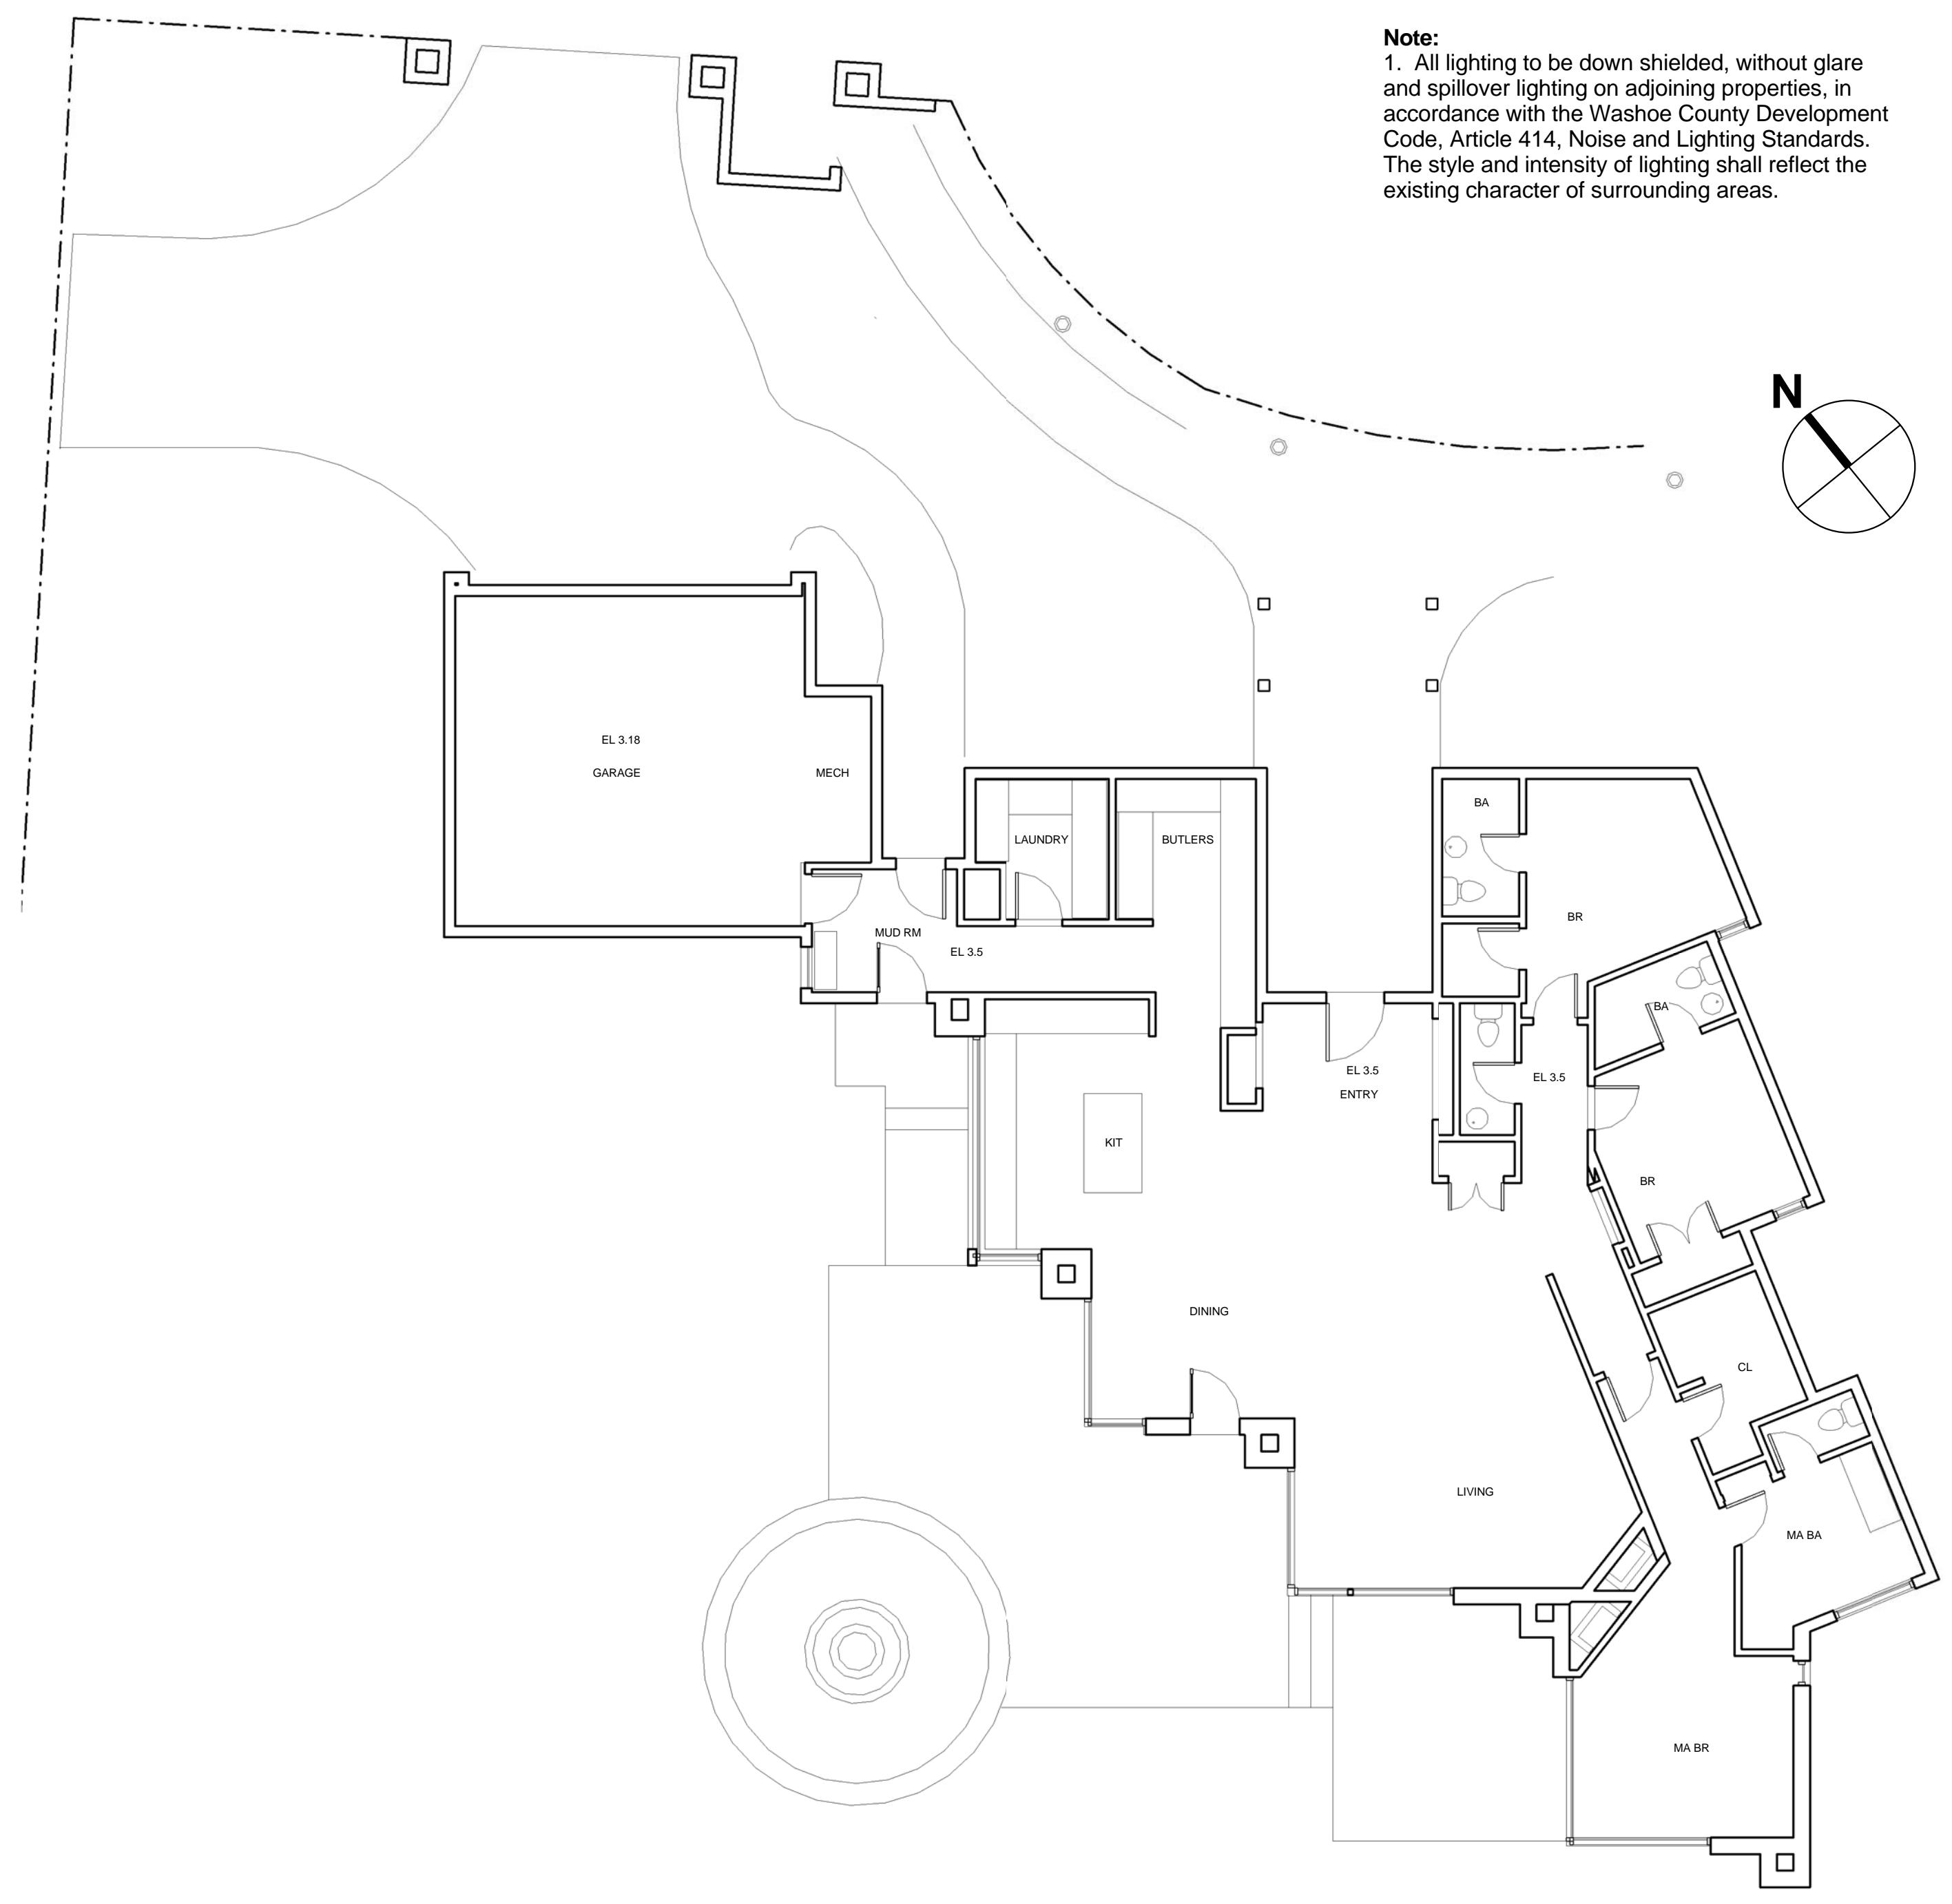 Note:
1. All lighting to be down shielded, without glare
and spillover lighting on adjoining properties, in
accordance with the Washoe County Development
Code, Article 414, Noise and Lighting Standards.
The style and intensity of lighting shall reflect the
existing character of surrounding areas.
N
EL 3.18
GARAGE
MECH
BA
LAUNDRY
BUTLERS
BR
MUD RM
EL 3.5
BA
EL 3.5
ENTRY
EL 3.5
KIT
BR
DINING
CL
LIVING
MA BA
MA BR